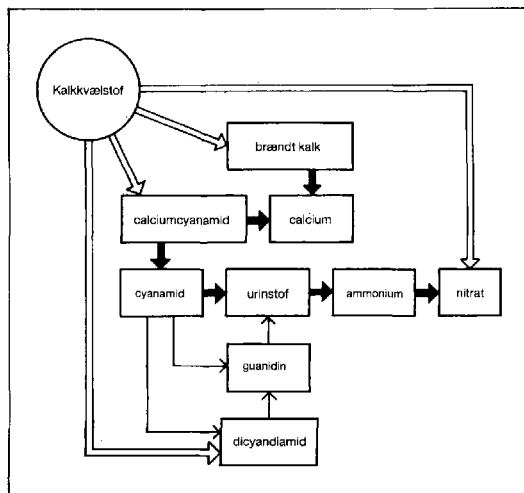 Kalkkvælstof
brændt kalk
calciumcyanamid
calcium
cyanamid
urinstof
ammonium
nitrat
guanidin
dicyandiamid